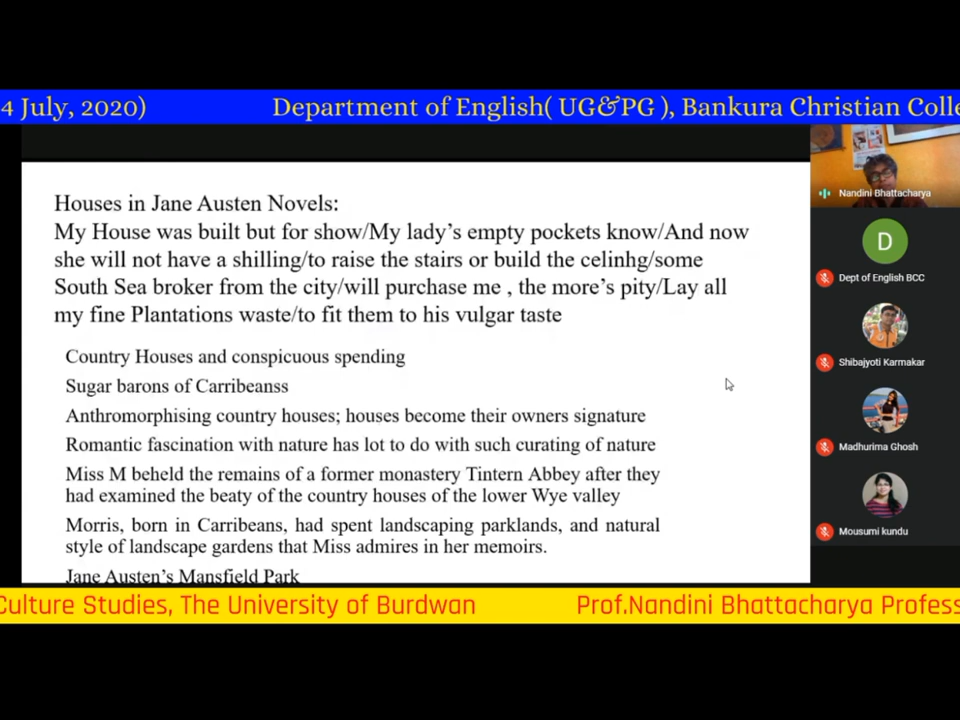 4 July, 2020) Department of English( UG&PG ), Bankura Christian Colle
Houses in Jane Austen Novels:
My House was built but for show/My lady's empty pockets know/And now
she will not have a shilling/to raise the stairs or build the celinhg/some
South Sea broker from the city/will purchase me , the more's pity/Lay all
my fine Plantations waste/to fit them to his vulgar taste
Country Houses and conspicuous spending
Sugar barons of Carribeanss
Anthromorphising country houses; houses become their owners signature
Romantic fascination with nature has lot to do with such curating of nature
Miss M beheld the remains of a former monastery Tintern Abbey after they
had examined the beaty of the country houses of the lower Wye valley
Morris, born in Carribeans, had spent landscaping parklands, and natural
style of landscape gardens that Miss admires in her memoirs.
Jane Austen's Mansfield Park
Nandini Bhattacharya
D
Dept of English BCC
Shibajyoti Karmakar
Madhurima Ghosh
Mousumi kundu
Culture Studies, The University of Burdwan Prof.Nandini Bhattacharya Profess